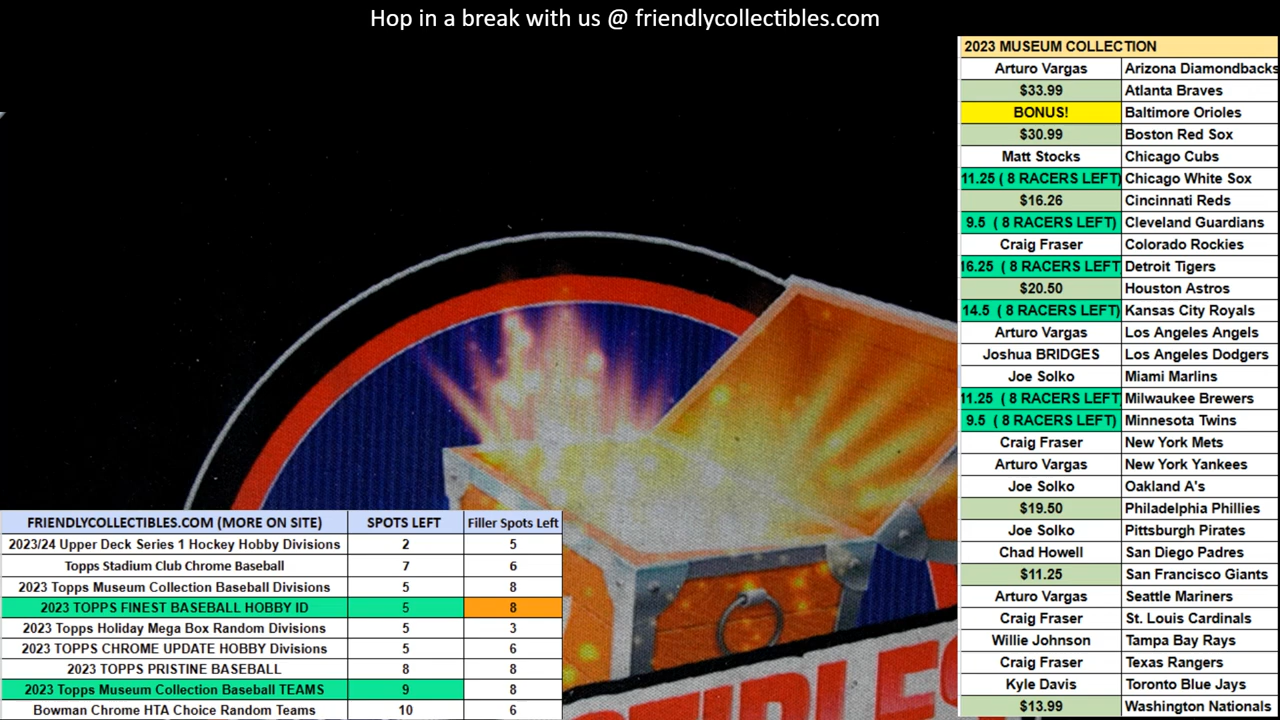 Hop in a break with us @ friendlycollectibles.com
2023 MUSEUM COLLECTION
Arturo Vargas Arizona Diamondbacks
$33.99 Atlanta Braves
BONUS! Baltimore Orioles
$30.99 Boston Red Sox
Matt Stocks Chicago Cubs
11.25 ( 8 RACERS LEFT) Chicago White Sox
$16.26 Cincinnati Reds
9.5 ( 8 RACERS LEFT) Cleveland Guardians
Craig Fraser Colorado Rockies
16.25 ( 8 RACERS LEFT Detroit Tigers
$20.50 Houston Astros
14.5 ( 8 RACERS LEFT) Kansas City Royals
Arturo Vargas Los Angeles Angels
Joshua BRIDGES Los Angeles Dodgers
Joe Solko Miami Marlins
11.25 ( 8 RACERS LEFT Milwaukee Brewers
9.5 ( 8 RACERS LEFT) Minnesota Twins
Craig Fraser New York Mets
Arturo Vargas New York Yankees
Joe Solko Oakland A's
$19.50 Philadelphia Phillies
Joe Solko Pittsburgh Pirates
Chad Howell San Diego Padres
$11.25 San Francisco Giants
Arturo Vargas Seattle Mariners
Craig Fraser St. Louis Cardinals
Willie Johnson Tampa Bay Rays
Craig Fraser Texas Rangers
Kyle Davis Toronto Blue Jays
$13.99 Washington Nationals
FRIENDLYCOLLECTIBLES.COM (MORE ON SITE) SPOTS LEFT Filler Spots Left
2023/24 Upper Deck Series 1 Hockey Hobby Divisions 2 5
Topps Stadium Club Chrome Baseball 7 6
2023 Topps Museum Collection Baseball Divisions 5 8
2023 TOPPS FINEST BASEBALL HOBBY ID 5 8
2023 Topps Holiday Mega Box Random Divisions 5 3
2023 TOPPS CHROME UPDATE HOBBY Divisions 5 6
2023 TOPPS PRISTINE BASEBALL 8 8
2023 Topps Museum Collection Baseball TEAMS 9 8
Bowman Chrome HTA Choice Random Teams 10 6